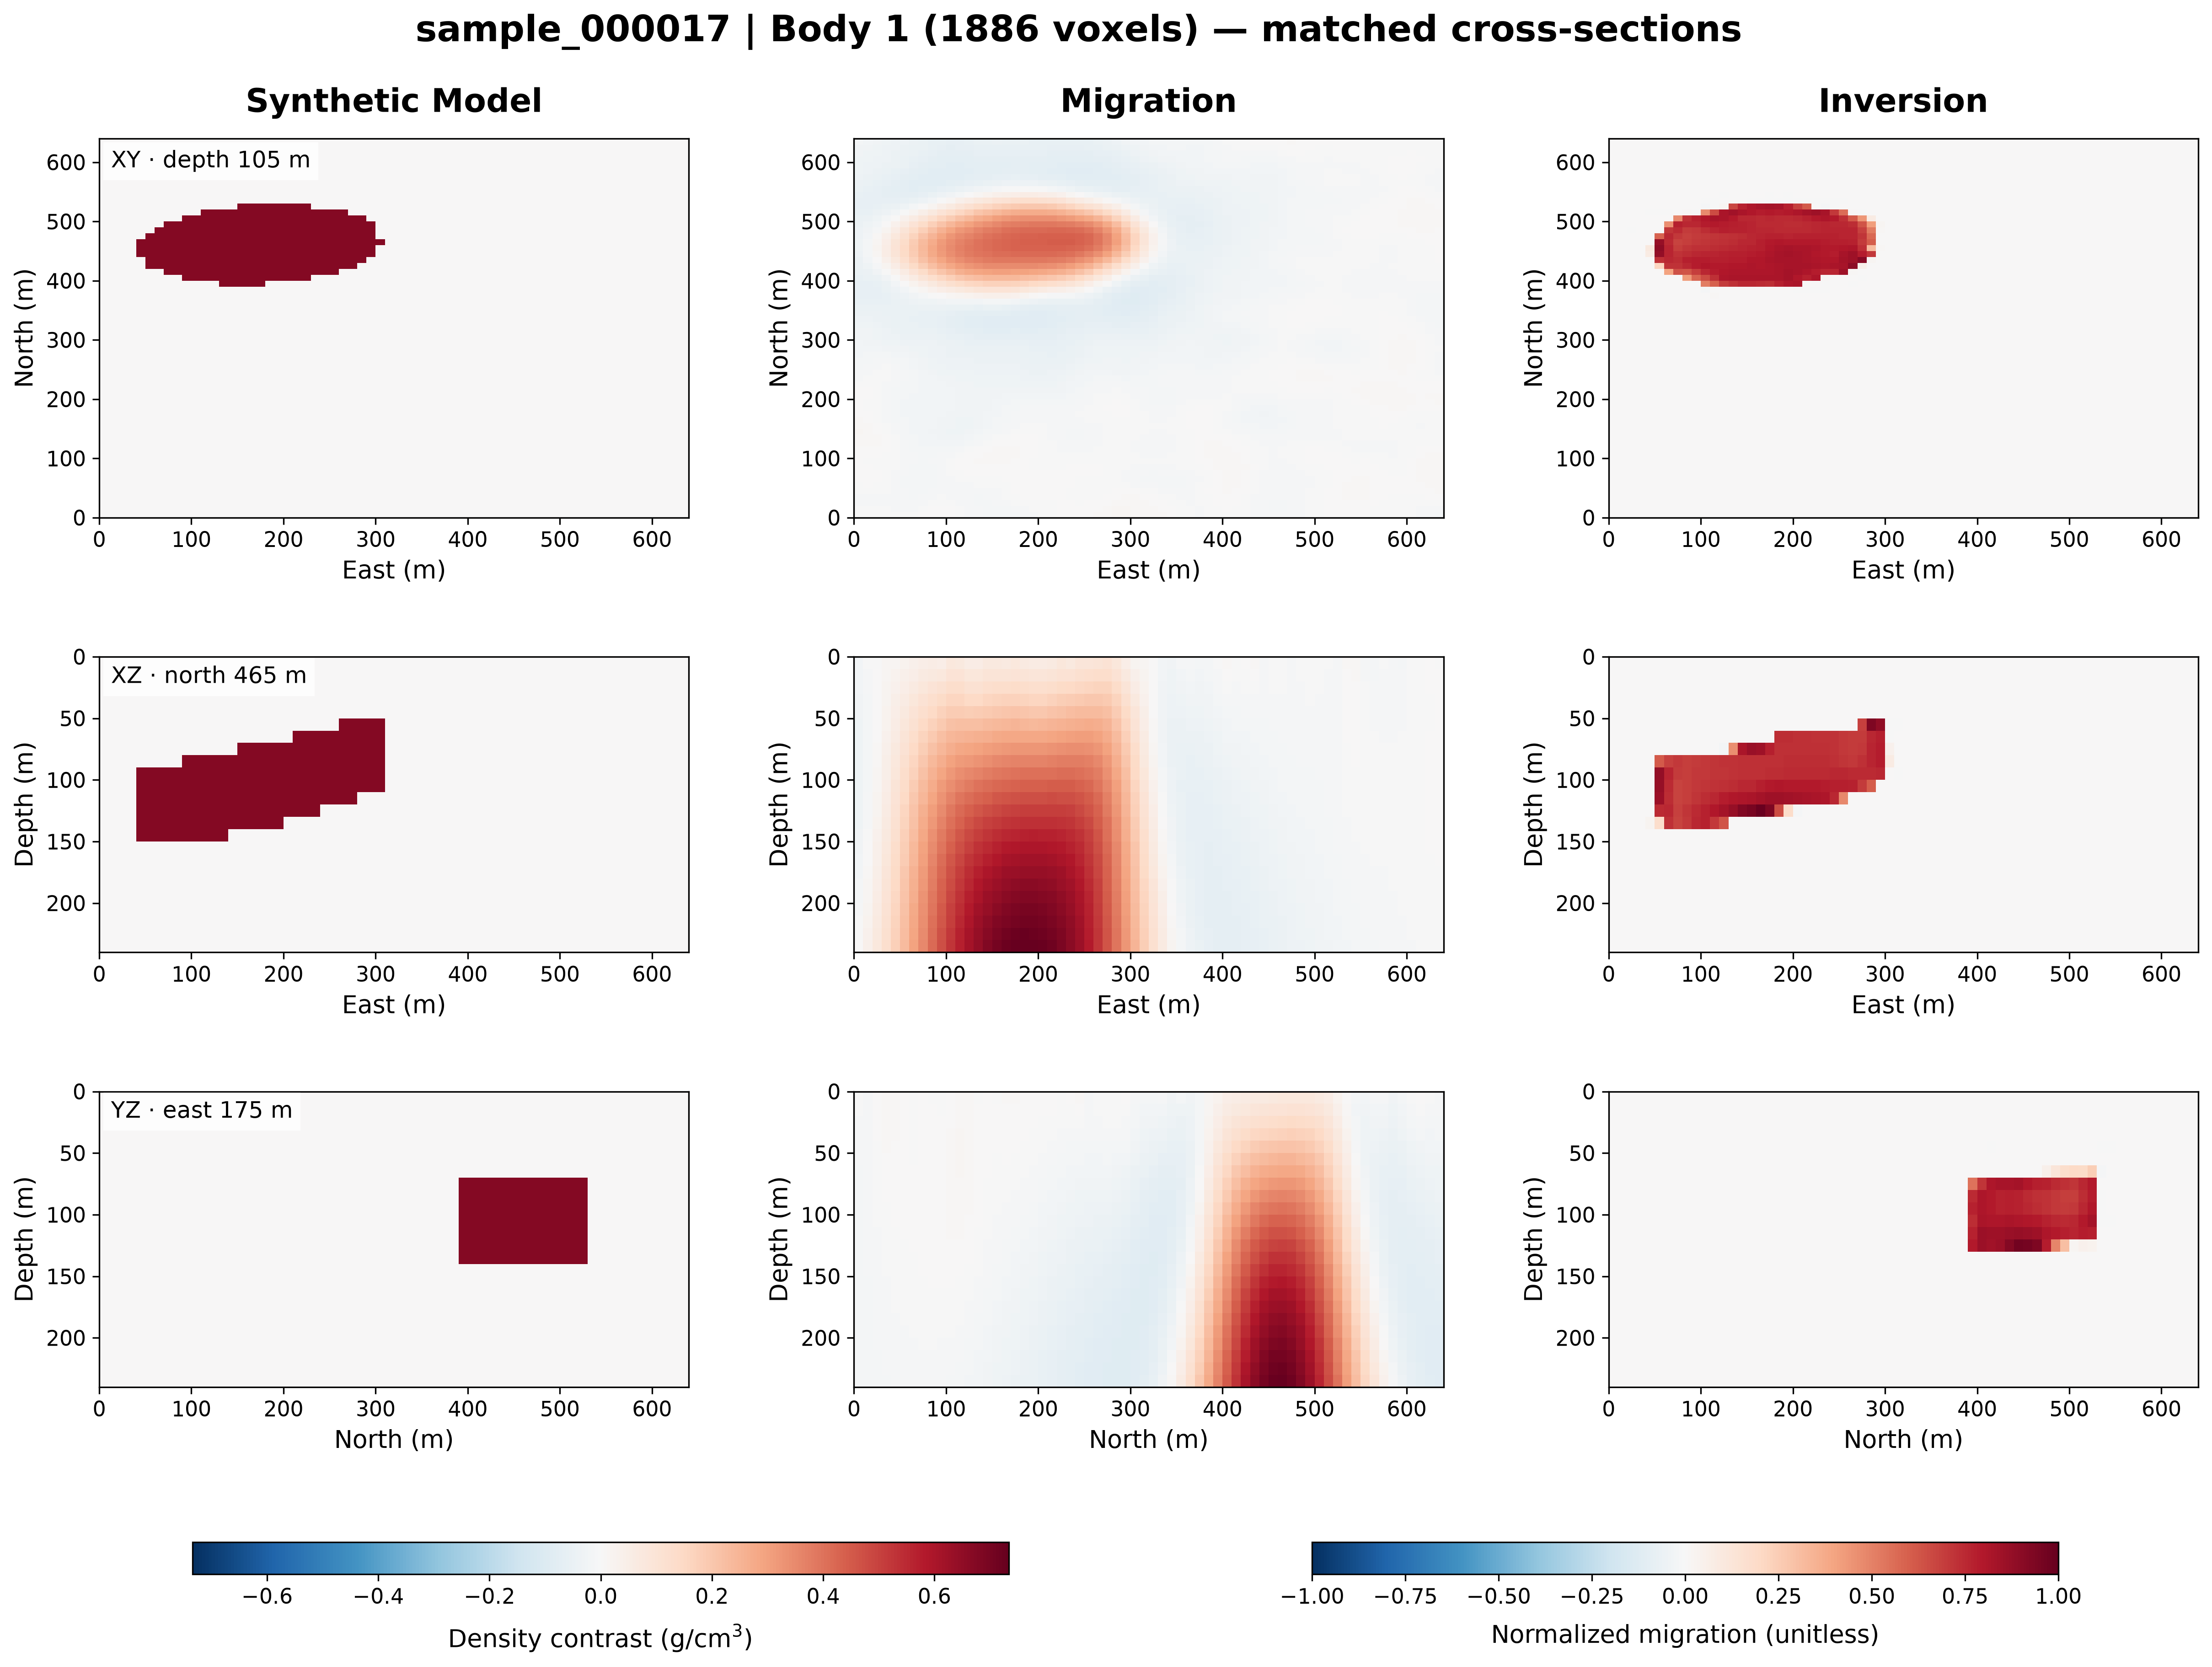 sample_000017 | Body 1 (1886 voxels) — matched cross-sections
Synthetic Model
Migration
Inversion
XY · depth 105 m
600
500
400
300
200
100
0
North (m)
0 100 200 300 400 500 600
East (m)
600
500
400
300
200
100
0
North (m)
0 100 200 300 400 500 600
East (m)
600
500
400
300
200
100
0
North (m)
0 100 200 300 400 500 600
East (m)
XZ · north 465 m
0
50
100
150
200
Depth (m)
0 100 200 300 400 500 600
East (m)
0
50
100
150
200
Depth (m)
0 100 200 300 400 500 600
East (m)
0
50
100
150
200
Depth (m)
0 100 200 300 400 500 600
East (m)
YZ · east 175 m
0
50
100
150
200
Depth (m)
0 100 200 300 400 500 600
North (m)
0
50
100
150
200
Depth (m)
0 100 200 300 400 500 600
North (m)
0
50
100
150
200
Depth (m)
0 100 200 300 400 500 600
North (m)
−0.6 −0.4 −0.2 0.0 0.2 0.4 0.6
Density contrast (g/cm³)
−1.00 −0.75 −0.50 −0.25 0.00 0.25 0.50 0.75 1.00
Normalized migration (unitless)